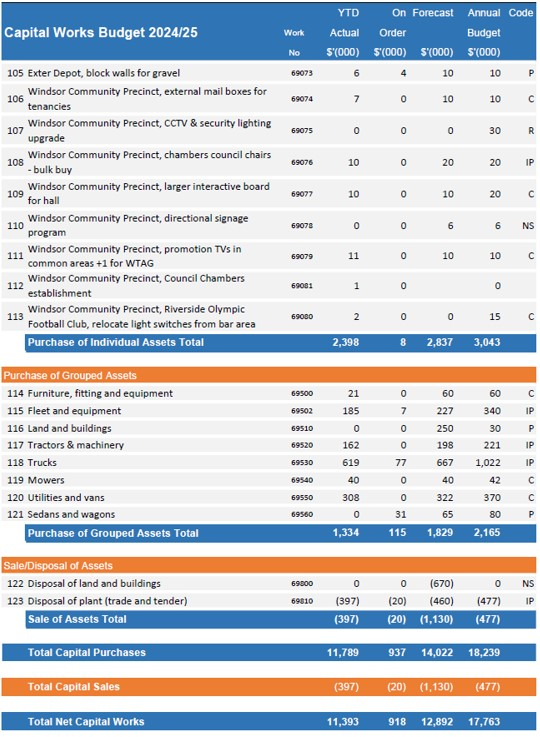 YTD On Forecast Annual Code
Capital Works Budget 2024/25 Work Actual Order Budget
No $'(000) $'(000) $'(000) $'(000)
105 Exter Depot, block walls for gravel 69073 6 4 10 10 P
106 Windsor Community Precinct, external mail boxes for 69074 7 0 10 10 C
tenancies
107 Windsor Community Precinct, CCTV & security lighting 69075 0 0 0 30 R
upgrade
108 Windsor Community Precinct, chambers council chairs 69076 10 0 20 20 IP
- bulk buy
109 Windsor Community Precinct, larger interactive board 69077 10 0 10 20 C
for hall
110 Windsor Community Precinct, directional signage 69078 0 0 6 6 NS
program
111 Windsor Community Precinct, promotion TVs in 69079 11 0 10 10 C
common areas +1 for WTAG
112 Windsor Community Precinct, Council Chambers 69081 1 0 0
establishment
113 Windsor Community Precinct, Riverside Olympic 69080 2 0 0 15 C
Football Club, relocate light switches from bar area
Purchase of Individual Assets Total 2,398 8 2,837 3,043
Purchase of Grouped Assets
114 Furniture, fitting and equipment 69500 21 0 60 60 C
115 Fleet and equipment 69502 185 7 227 340 IP
116 Land and buildings 69510 0 0 250 30 P
117 Tractors & machinery 69520 162 0 198 221 IP
118 Trucks 69530 619 77 667 1,022 IP
119 Mowers 69540 40 0 40 42 C
120 Utilities and vans 69550 308 0 322 370 C
121 Sedans and wagons 69560 0 31 65 80 P
Purchase of Grouped Assets Total 1,334 115 1,829 2,165
Sale/Disposal of Assets
122 Disposal of land and buildings 69800 0 0 (670) 0 NS
123 Disposal of plant (trade and tender) 69810 (397) (20) (460) (477) IP
Sale of Assets Total (397) (20) (1,130) (477)
Total Capital Purchases 11,789 937 14,022 18,239
Total Capital Sales (397) (20) (1,130) (477)
Total Net Capital Works 11,393 918 12,892 17,763